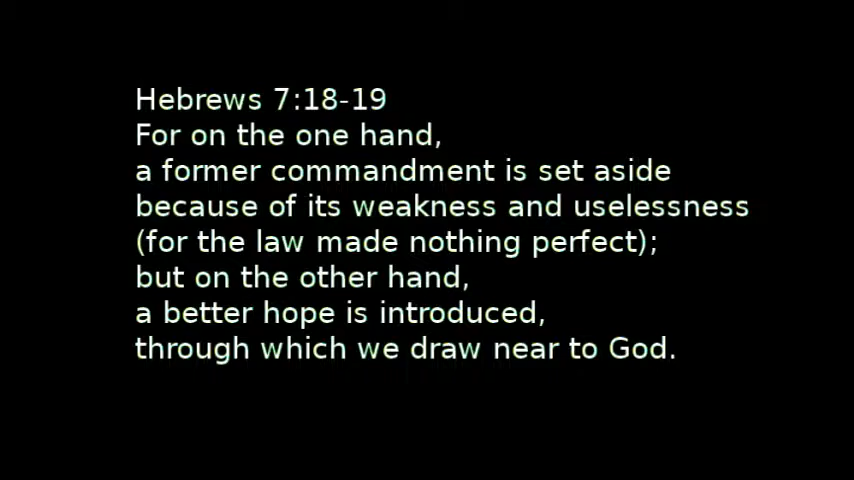 Hebrews 7:18-19
For on the one hand,
a former commandment is set aside
because of its weakness and uselessness
(for the law made nothing perfect);
but on the other hand,
a better hope is introduced,
through which we draw near to God.